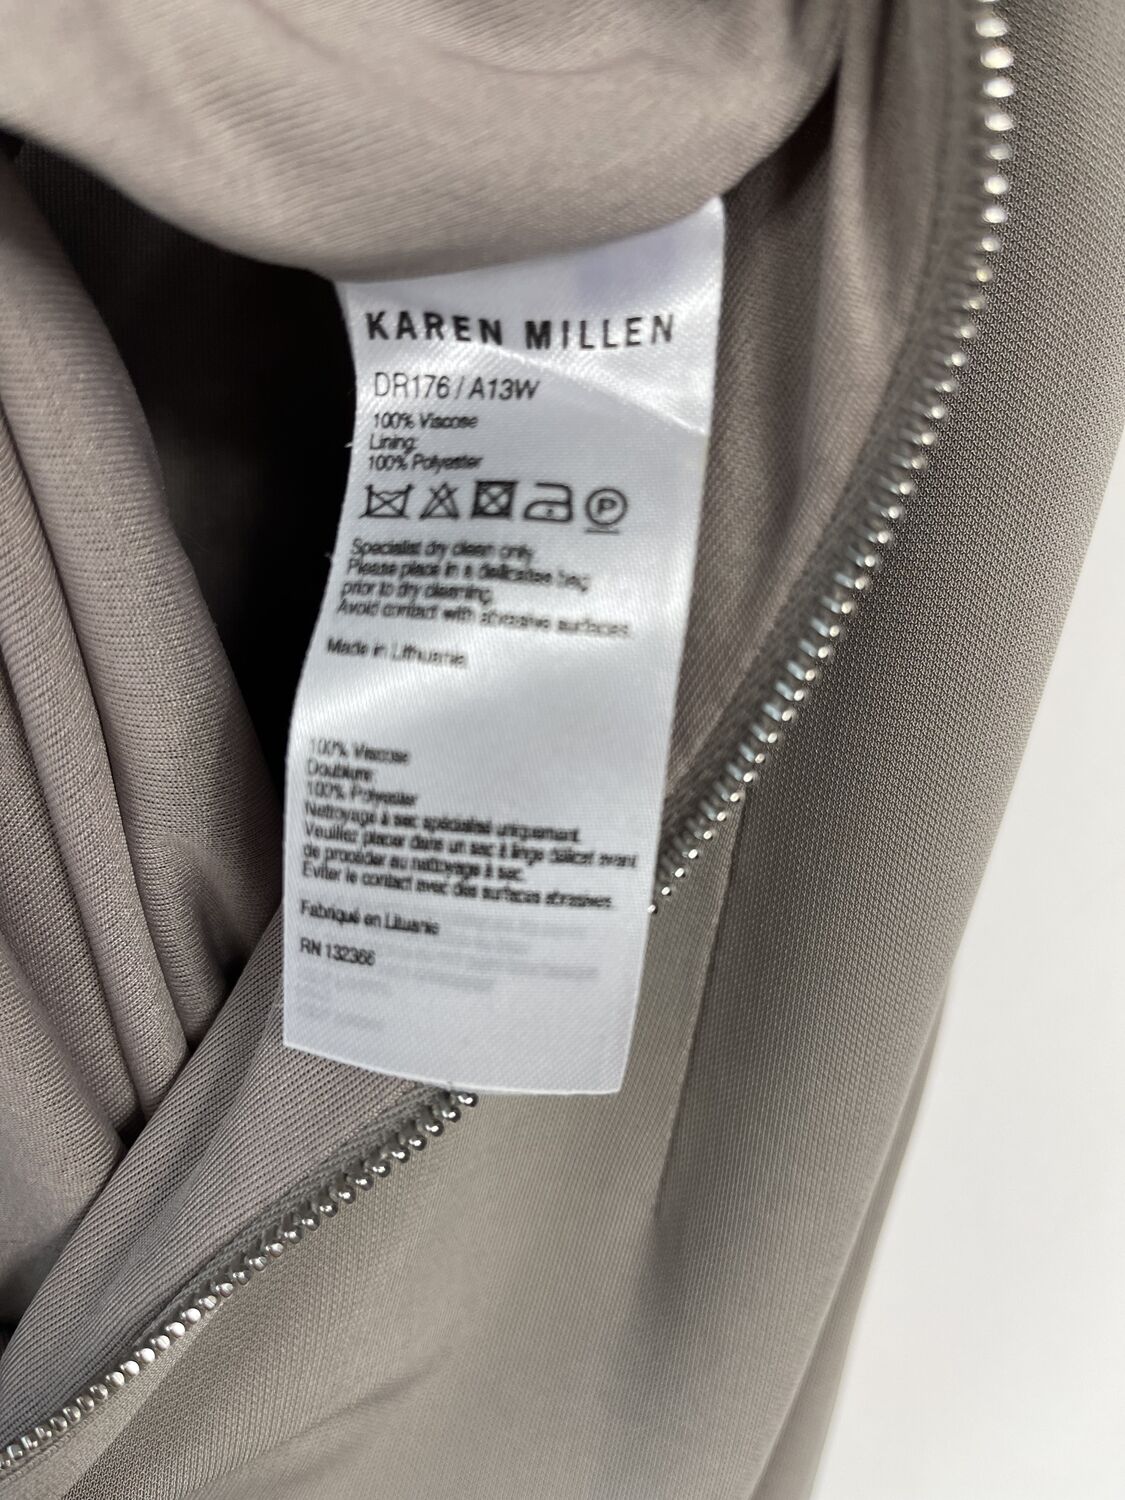 KAREN MILLEN
DR176 / A13W
100% Viscose
Lining:
100% Polyester
P
Specialist dry clean only.
Please place in a delicates bag
prior to dry cleaning.
Avoid contact with abrasive surfaces.
Made in Lithuania
100% Viscose
Doublure:
100% Polyester
Nettoyage à sec spécialisé uniquement.
Veuillez placer dans un sac à linge délicat avant
de procéder au nettoyage à sec.
Eviter le contact avec des surfaces abrasives.
Fabriqué en Lituanie
RN 132366